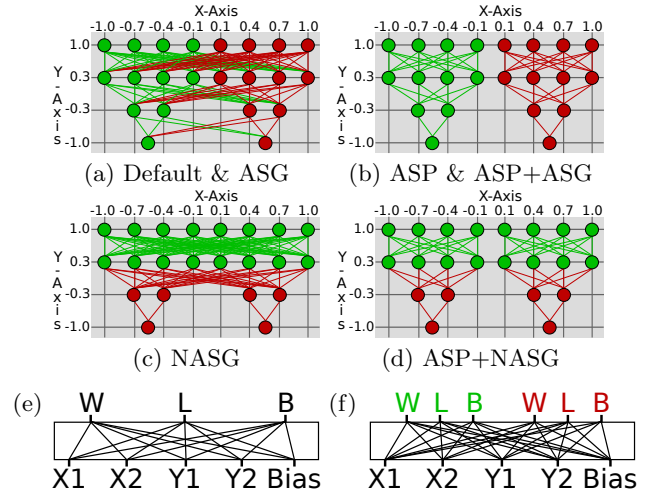 X-Axis
X-Axis
-1.0 -0.7 -0.4 -0.1 0.1 0.4 0.7 1.0
-1.0 -0.7 -0.4 -0.1 0.1 0.4 0.7 1.0
Y-Axis
1.0
0.3
-0.3
-1.0
Y-Axis
1.0
0.3
-0.3
-1.0
(a) Default & ASG
(b) ASP & ASP+ASG
X-Axis
X-Axis
-1.0 -0.7 -0.4 -0.1 0.1 0.4 0.7 1.0
-1.0 -0.7 -0.4 -0.1 0.1 0.4 0.7 1.0
Y-Axis
1.0
0.3
-0.3
-1.0
Y-Axis
1.0
0.3
-0.3
-1.0
(c) NASG
(d) ASP+NASG
(e)
W L B
X1 X2 Y1 Y2 Bias
(f)
W L B W L B
X1 X2 Y1 Y2 Bias